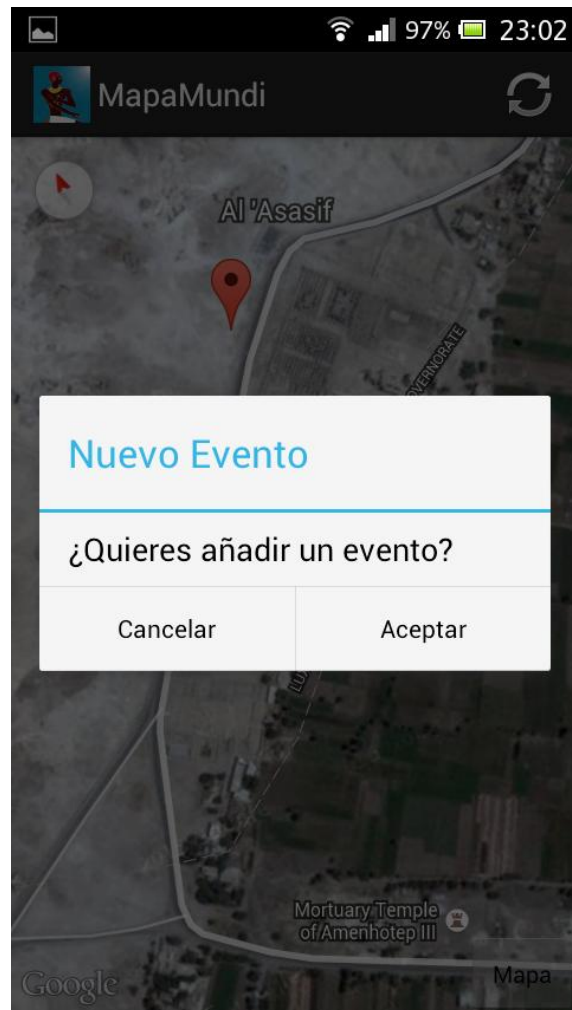 97% 23:02
MapaMundi
Al 'Asasif
OVERNORATE
Nuevo Evento
¿Quieres añadir un evento?
Cancelar
Aceptar
Mortuary Temple
of Amenhotep III
Google
Mapa